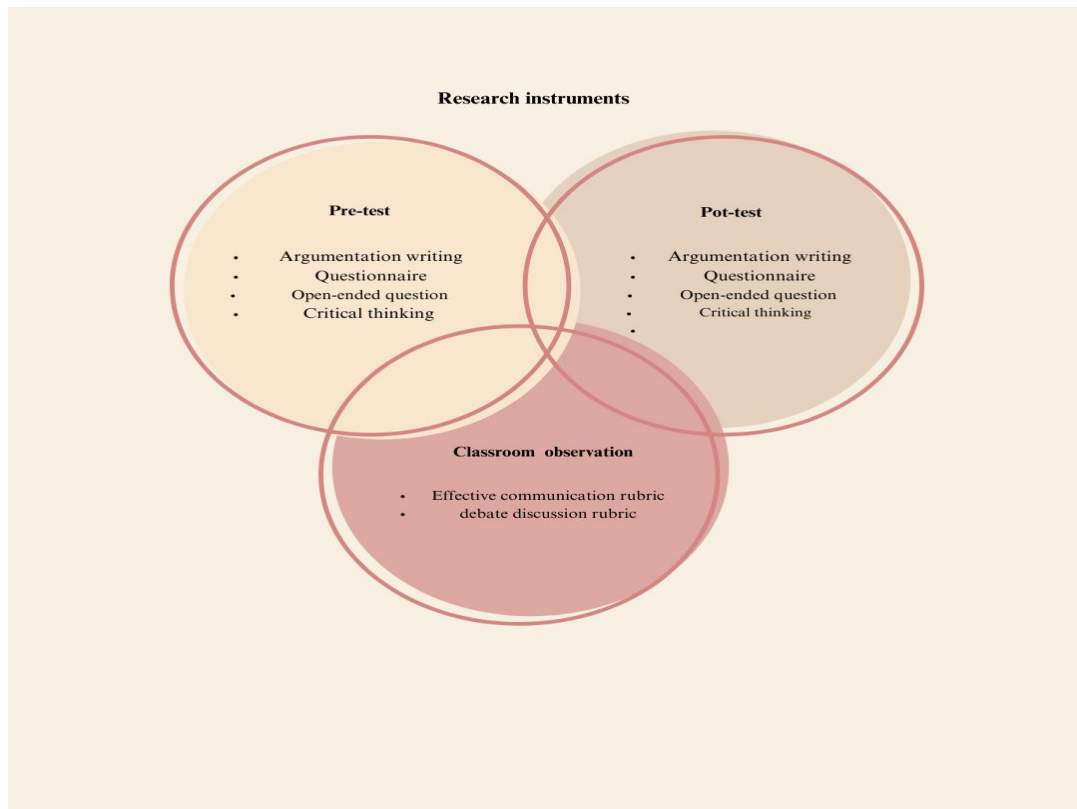 Research instruments
Pre-test
• Argumentation writing
• Questionnaire
• Open-ended question
• Critical thinking
Pot-test
• Argumentation writing
• Questionnaire
• Open-ended question
• Critical thinking
•
Classroom observation
• Effective communication rubric
• debate discussion rubric